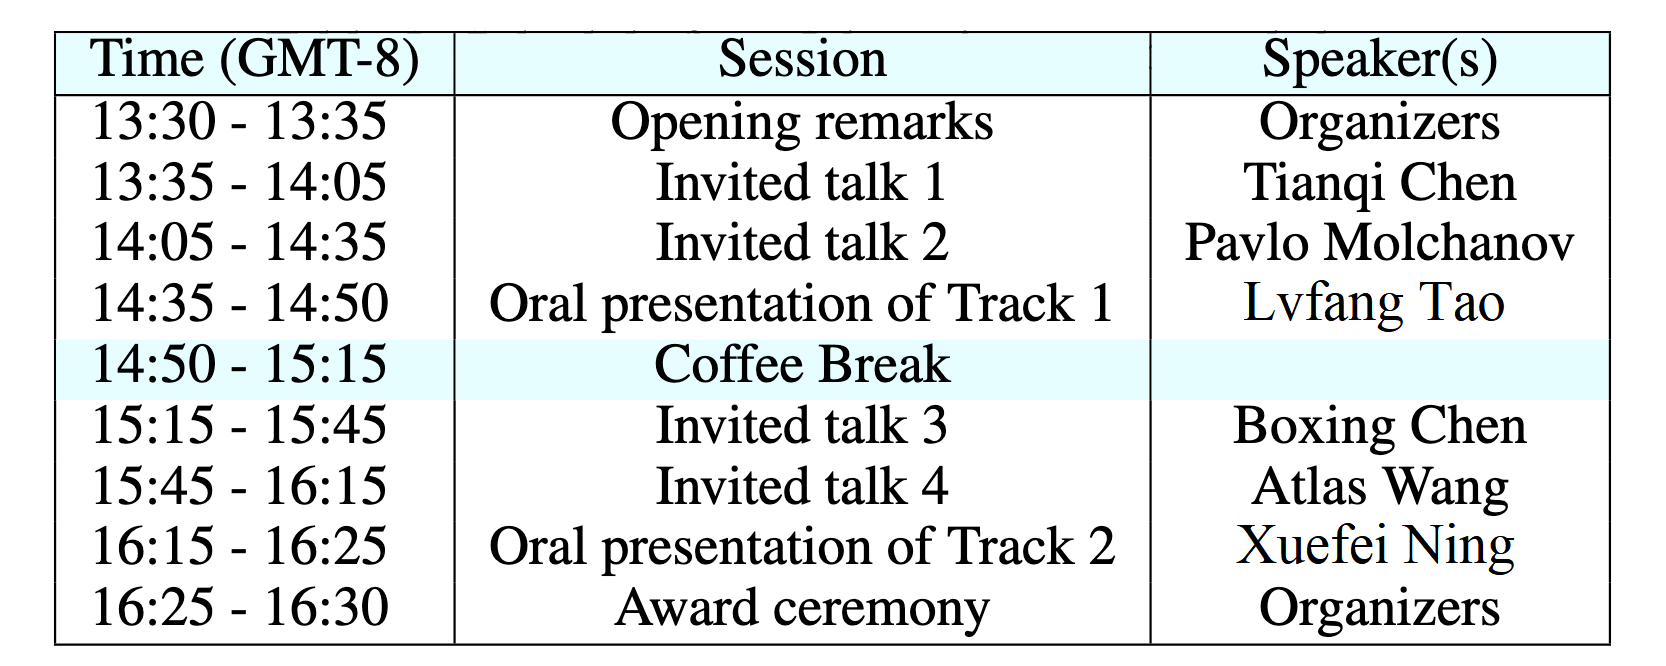 Time (GMT-8) Session Speaker(s)
13:30 - 13:35 Opening remarks Organizers
13:35 - 14:05 Invited talk 1 Tianqi Chen
14:05 - 14:35 Invited talk 2 Pavlo Molchanov
14:35 - 14:50 Oral presentation of Track 1 Lvfang Tao
14:50 - 15:15 Coffee Break
15:15 - 15:45 Invited talk 3 Boxing Chen
15:45 - 16:15 Invited talk 4 Atlas Wang
16:15 - 16:25 Oral presentation of Track 2 Xuefei Ning
16:25 - 16:30 Award ceremony Organizers